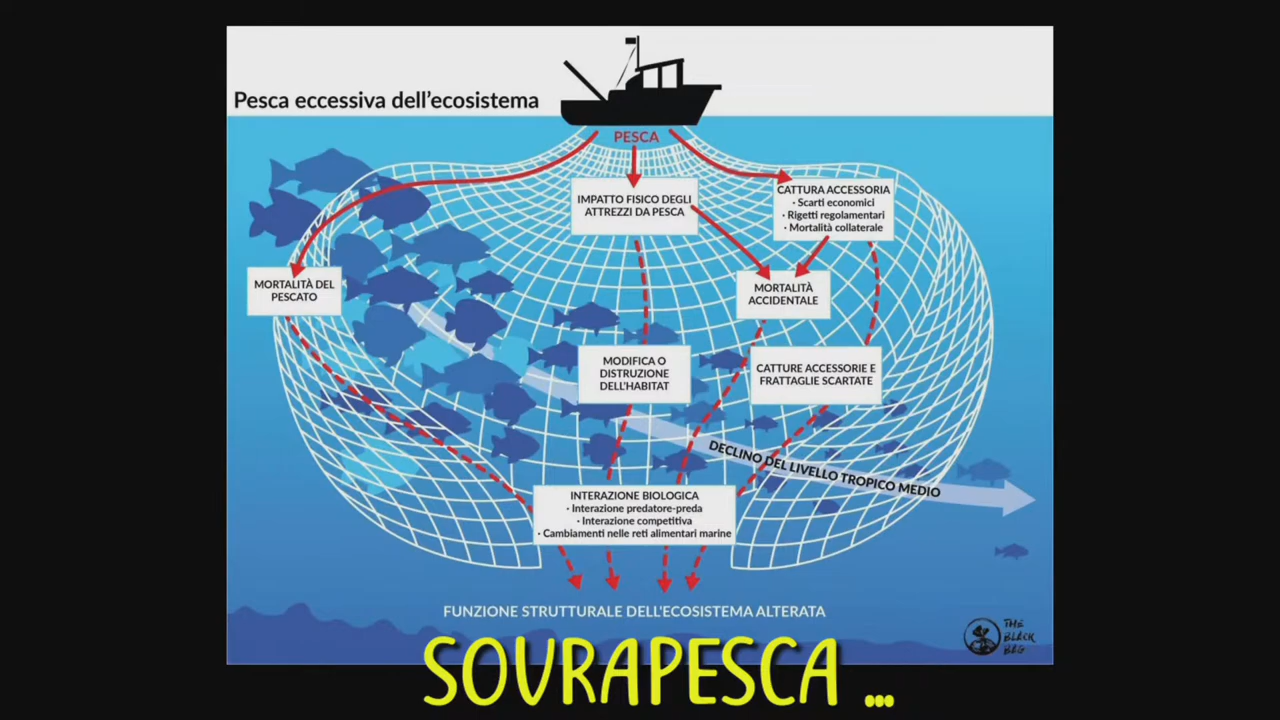 Pesca eccessiva dell'ecosistema
PESCA
IMPATTO FISICO DEGLI
ATTREZZI DA PESCA
CATTURA ACCESSORIA
· Scarti economici
· Rigetti regolamentari
· Mortalità collaterale
MORTALITÀ DEL
PESCATO
MORTALITÀ
ACCIDENTALE
MODIFICA O
DISTRUZIONE
DELL'HABITAT
CATTURE ACCESSORIE E
FRATTAGLIE SCARTATE
DECLINO DEL LIVELLO TROPICO MEDIO
INTERAZIONE BIOLOGICA
· Interazione predatore-preda
· Interazione competitiva
· Cambiamenti nelle reti alimentari marine
FUNZIONE STRUTTURALE DELL'ECOSISTEMA ALTERATA
THE
BLACK
BAG
SOVRAPESCA ...